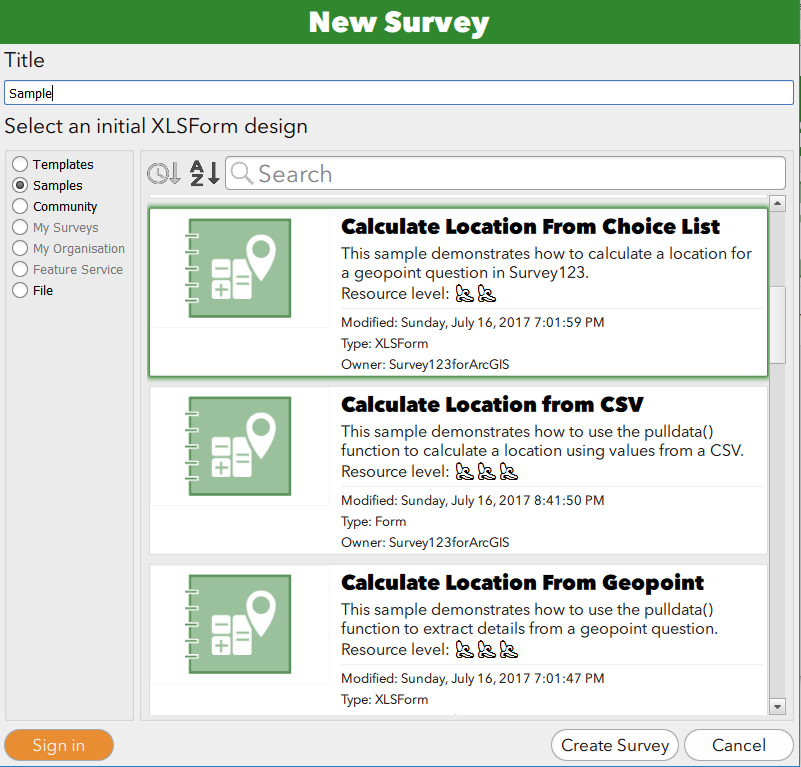 New Survey
Title
Sample
Select an initial XLSForm design
Templates
Samples
Community
My Surveys
My Organisation
Feature Service
File
A
Z
Search
Calculate Location From Choice List
This sample demonstrates how to calculate a location for
a geopoint question in Survey123.
Resource level:
Modified: Sunday, July 16, 2017 7:01:59 PM
Type: XLSForm
Owner: Survey123forArcGIS
Calculate Location from CSV
This sample demonstrates how to use the pulldata()
function to calculate a location using values from a CSV.
Resource level:
Modified: Sunday, July 16, 2017 8:41:50 PM
Type: Form
Owner: Survey123forArcGIS
Calculate Location From Geopoint
This sample demonstrates how to use the pulldata()
function to extract details from a geopoint question.
Resource level:
Modified: Sunday, July 16, 2017 7:01:47 PM
Type: XLSForm
Sign in
Create Survey
Cancel